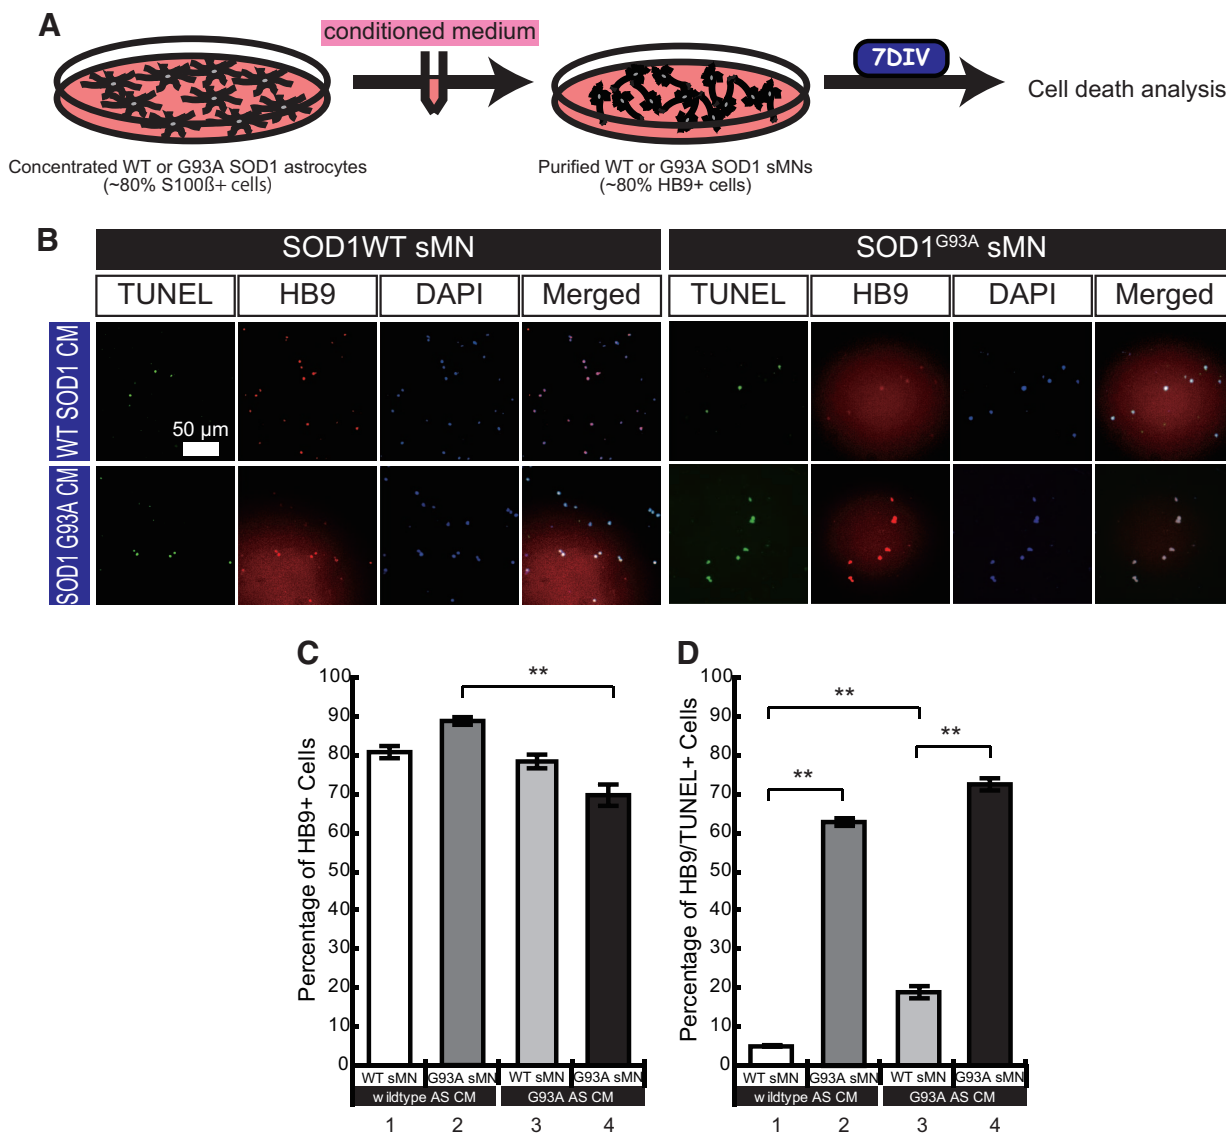 A
conditioned medium
7DIV
Cell death analysis
Concentrated WT or G93A SOD1 astrocytes
(~80% S100ß+ cells)
Purified WT or G93A SOD1 sMNs
(~80% HB9+ cells)
B
SOD1WT sMN
SOD1G93A sMN
TUNEL HB9 DAPI Merged TUNEL HB9 DAPI Merged
WT SOD1 CM
50 µm
SOD1 G93A CM
C
**
Percentage of HB9+ Cells
100
90
80
70
60
50
40
30
20
10
0
WT sMN G93A sMN WT sMN G93A sMN
wildtype AS CM G93A AS CM
1 2 3 4
D
**
**
**
Percentage of HB9/TUNEL+ Cells
100
90
80
70
60
50
40
30
20
10
0
WT sMN G93A sMN WT sMN G93A sMN
wildtype AS CM G93A AS CM
1 2 3 4